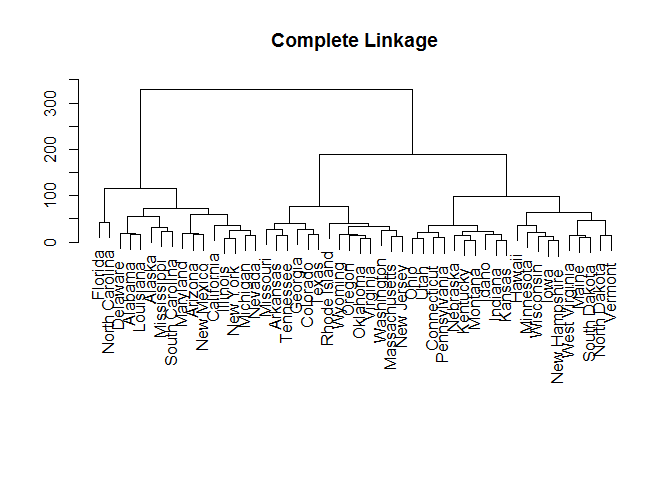 Complete Linkage
300
200
100
0
Florida
North Carolina
Delaware
Alabama
Louisiana
Alaska
Mississippi
South Carolina
Maryland
Arizona
New Mexico
California
Illinois
New York
Michigan
Nevada
Missouri
Arkansas
Tennessee
Georgia
Colorado
Texas
Rhode Island
Wyoming
Oregon
Oklahoma
Virginia
Washington
Massachusetts
New Jersey
Ohio
Utah
Connecticut
Pennsylvania
Nebraska
Kentucky
Montana
Idaho
Indiana
Kansas
Hawaii
Minnesota
Wisconsin
Iowa
New Hampshire
West Virginia
Maine
South Dakota
North Dakota
Vermont